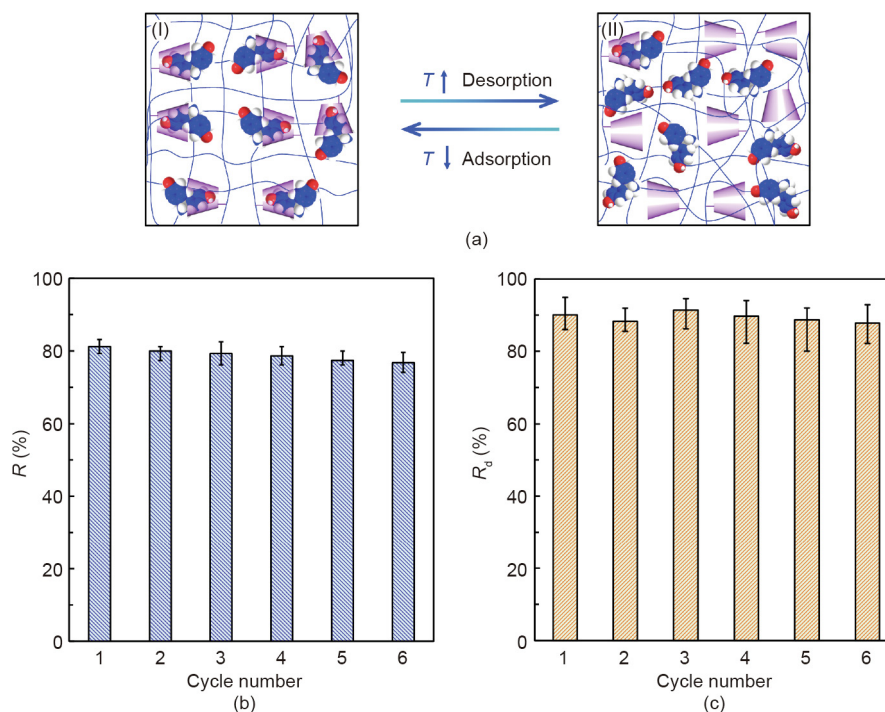 (I)
T↑ Desorption
T↓ Adsorption
(II)
(a)
100
80
60
40
20
0
R (%)
1 2 3 4 5 6
Cycle number
(b)
100
80
60
40
20
0
Rd (%)
1 2 3 4 5 6
Cycle number
(c)